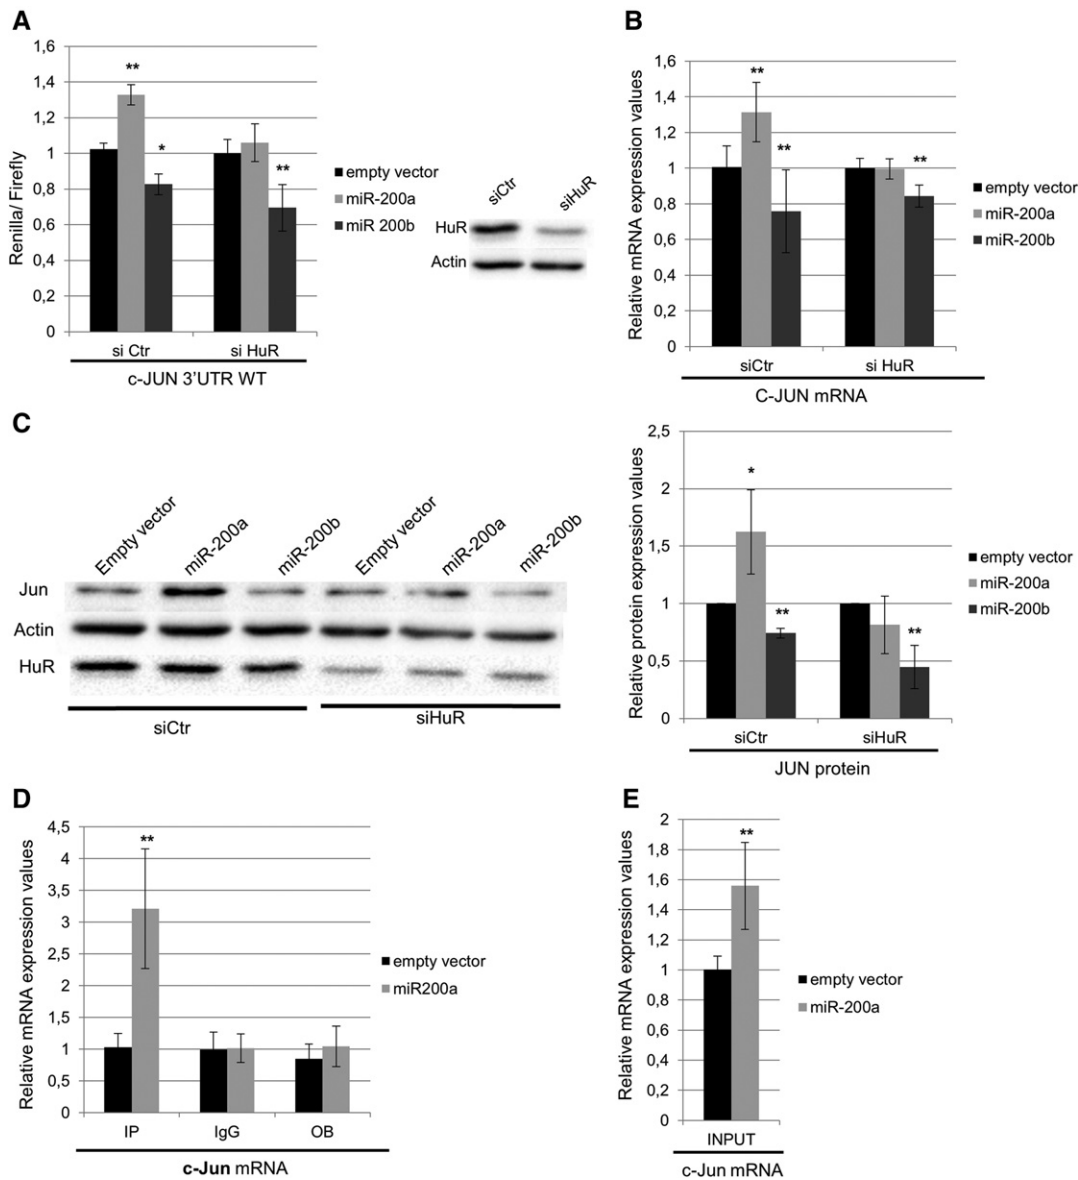 A
1,6
1,4
1,2
1
0,8
0,6
0,4
0,2
0
Renilla/ Firefly
**
*
**
si Ctr
si HuR
c-JUN 3'UTR WT
empty vector
miR-200a
miR 200b
siCtr
siHuR
HuR
Actin
B
1,6
1,4
1,2
1
0,8
0,6
0,4
0,2
0
Relative mRNA expression values
**
**
**
siCtr
si HuR
C-JUN mRNA
empty vector
miR-200a
miR-200b
C
Empty vector
miR-200a
miR-200b
Empty vector
miR-200a
miR-200b
Jun
Actin
HuR
siCtr
siHuR
2,5
2
1,5
1
0,5
0
Relative protein expression values
*
**
**
siCtr
siHuR
JUN protein
empty vector
miR-200a
miR-200b
D
4,5
4
3,5
3
2,5
2
1,5
1
0,5
0
Relative mRNA expression values
**
IP
IgG
OB
c-Jun mRNA
empty vector
miR200a
E
2
1,8
1,6
1,4
1,2
1
0,8
0,6
0,4
0,2
0
Relative mRNA expression values
**
INPUT
c-Jun mRNA
empty vector
miR-200a